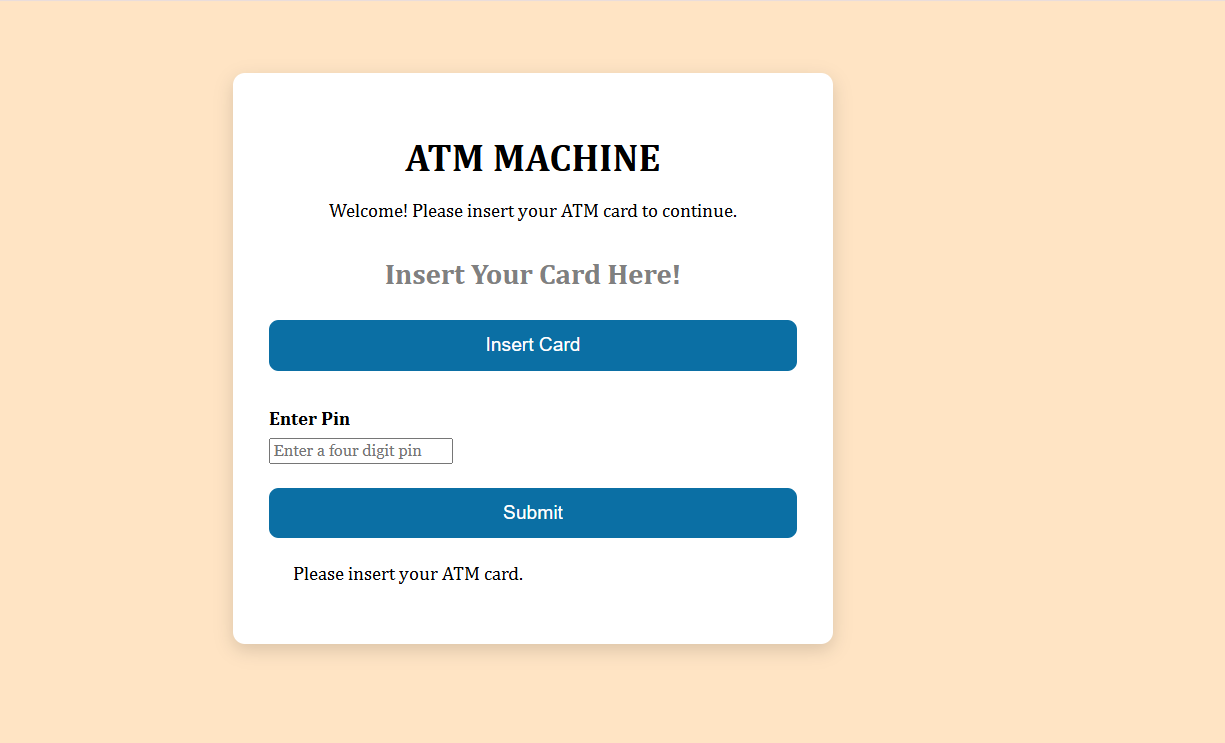 ATM MACHINE
Welcome! Please insert your ATM card to continue.
Insert Your Card Here!
Insert Card
Enter Pin
Enter a four digit pin
Submit
Please insert your ATM card.